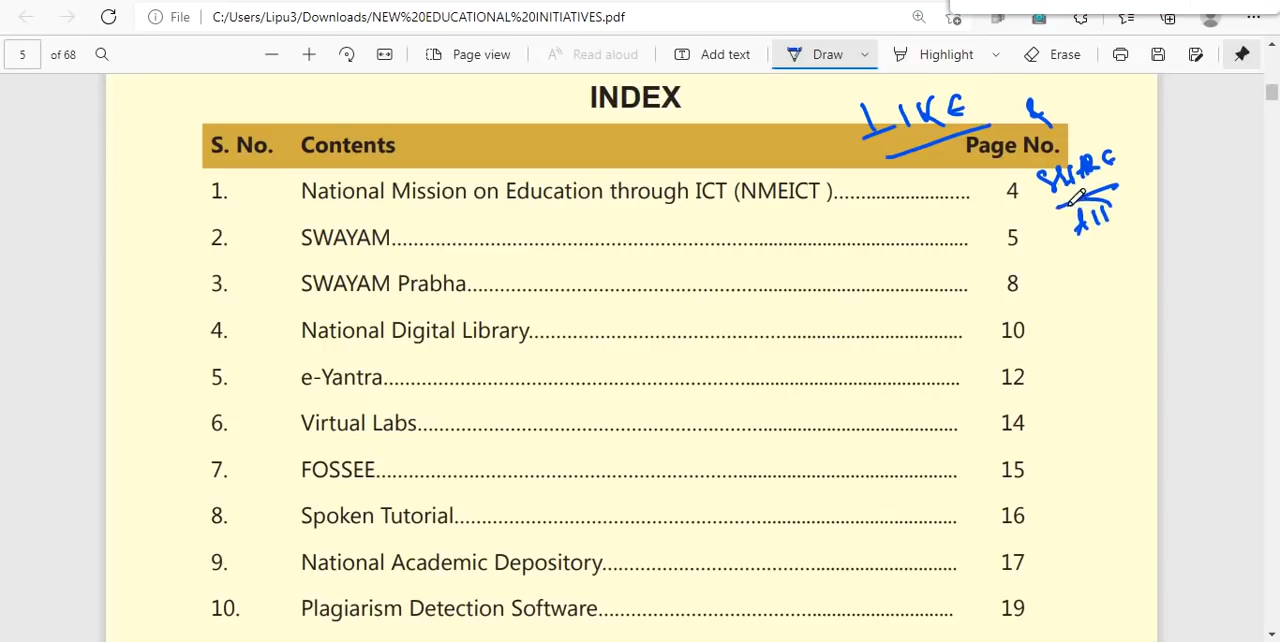 File C:/Users/Lipu3/Downloads/NEW%20EDUCATIONAL%20INITIATIVES.pdf
5 of 68 Page view Read aloud Add text Draw Highlight Erase
INDEX
LIKE &
S. No. Contents Page No.
SHARE
1. National Mission on Education through ICT (NMEICT )........................ 4
All
2. SWAYAM.................................................................................................... 5
3. SWAYAM Prabha....................................................................................... 8
4. National Digital Library.............................................................................. 10
5. e-Yantra.................................................................................................... 12
6. Virtual Labs............................................................................................... 14
7. FOSSEE...................................................................................................... 15
8. Spoken Tutorial......................................................................................... 16
9. National Academic Depository................................................................ 17
10. Plagiarism Detection Software................................................................ 19